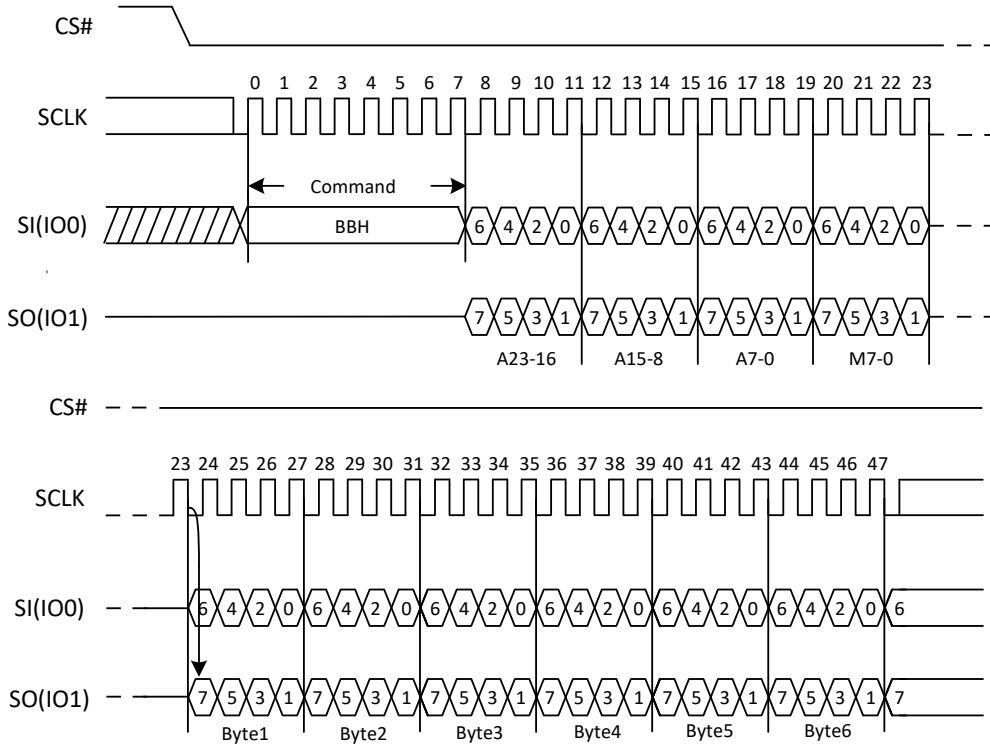 CS#
0 1 2 3 4 5 6 7 8 9 10 11 12 13 14 15 16 17 18 19 20 21 22 23
SCLK
Command
SI(IO0) BBH 6 4 2 0 6 4 2 0 6 4 2 0 6 4 2 0
SO(IO1) 7 5 3 1 7 5 3 1 7 5 3 1 7 5 3 1
A23-16 A15-8 A7-0 M7-0
CS#
23 24 25 26 27 28 29 30 31 32 33 34 35 36 37 38 39 40 41 42 43 44 45 46 47
SCLK
SI(IO0) 6 4 2 0 6 4 2 0 6 4 2 0 6 4 2 0 6 4 2 0 6 4 2 0 6
SO(IO1) 7 5 3 1 7 5 3 1 7 5 3 1 7 5 3 1 7 5 3 1 7 5 3 1 7
Byte1 Byte2 Byte3 Byte4 Byte5 Byte6